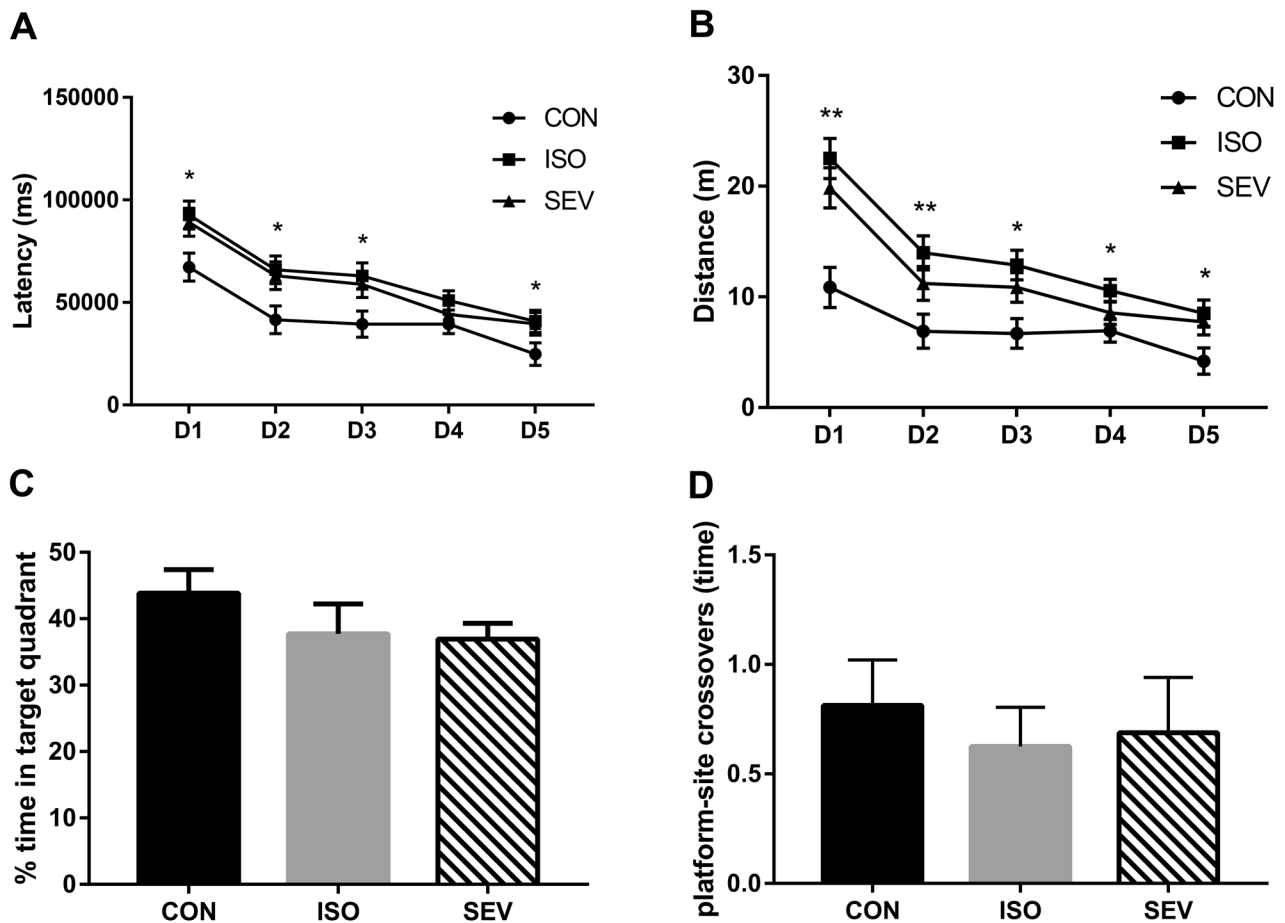 A
Latency (ms)
150000
100000
50000
0
CON
ISO
SEV
*
*
*
*
D1 D2 D3 D4 D5
B
Distance (m)
30
20
10
0
CON
ISO
SEV
**
**
*
*
*
D1 D2 D3 D4 D5
C
% time in target quadrant
50
40
30
20
10
0
CON ISO SEV
D
platform-site crossovers (time)
1.5
1.0
0.5
0.0
CON ISO SEV